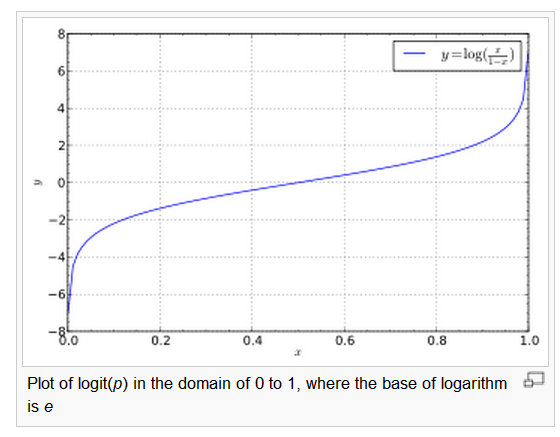 8
6
4
2
0
−2
−4
−6
−8
y
y=log(x/1−x)
0.0 0.2 0.4 0.6 0.8 1.0
x
Plot of logit(p) in the domain of 0 to 1, where the base of logarithm
is e